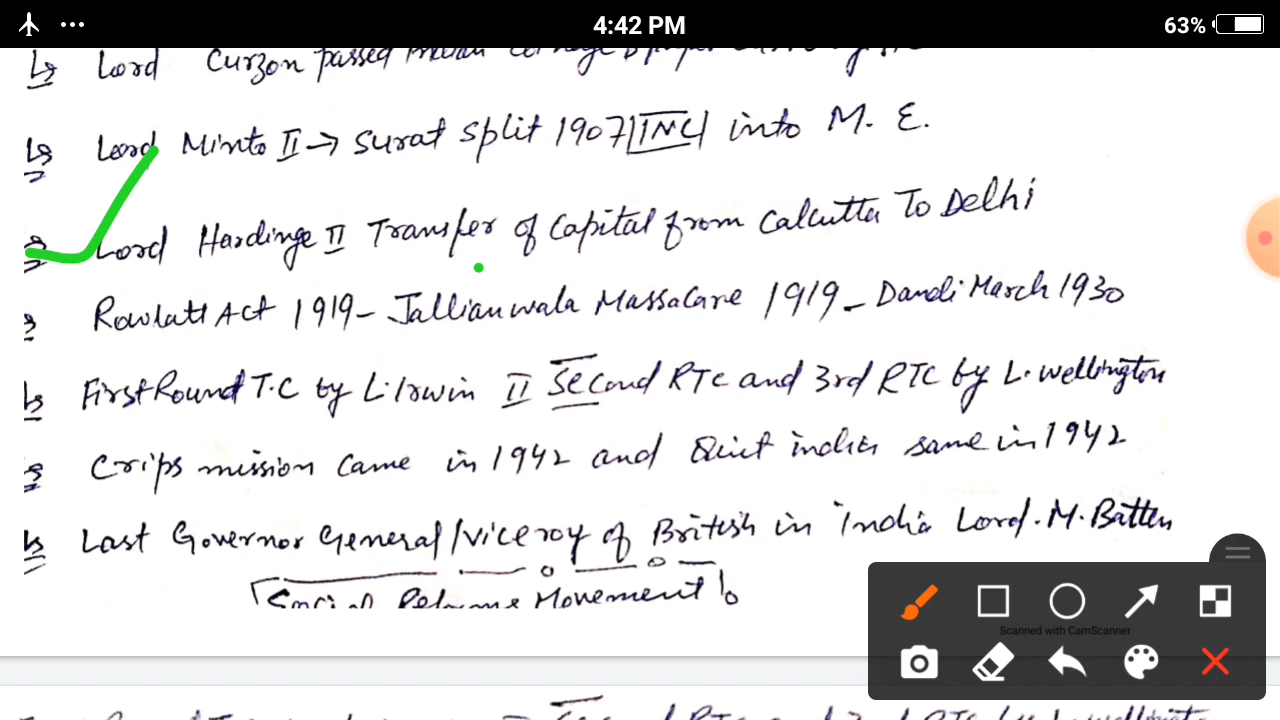 4:42 PM
63%
Lord Curzon passed
Lord Minto II → Surat Split 1907 INC into M. E.
Lord Hardinge II Transfer of Capital from Calcutta To Delhi
Rowlatt Act 1919 - Jallianwala Massacare 1919 - Dandi March 1930
First Round T.C by L. Irwin II Second RTC and 3rd RTC by L. wellington
Crips mission came in 1942 and Quit india same in 1942
Last Governor General / viceroy of British in India Lord. M. Batten
Social Reforms Movement
Scanned with CamScanner